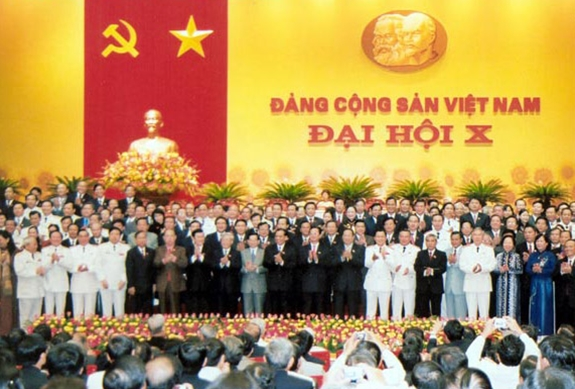 ĐẢNG CỘNG SẢN VIỆT NAM
ĐẠI HỘI X